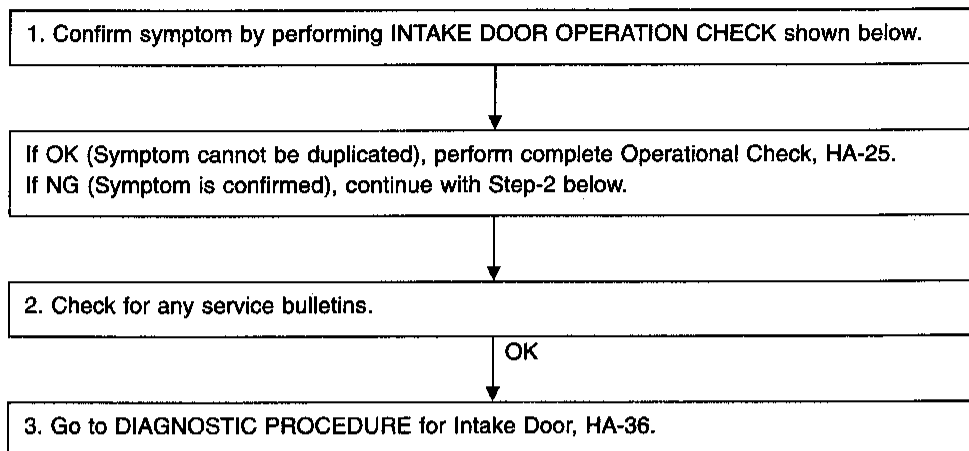 1. Confirm symptom by performing INTAKE DOOR OPERATION CHECK shown below.
If OK (Symptom cannot be duplicated), perform complete Operational Check, HA-25.
If NG (Symptom is confirmed), continue with Step-2 below.
2. Check for any service bulletins.
OK
3. Go to DIAGNOSTIC PROCEDURE for Intake Door, HA-36.